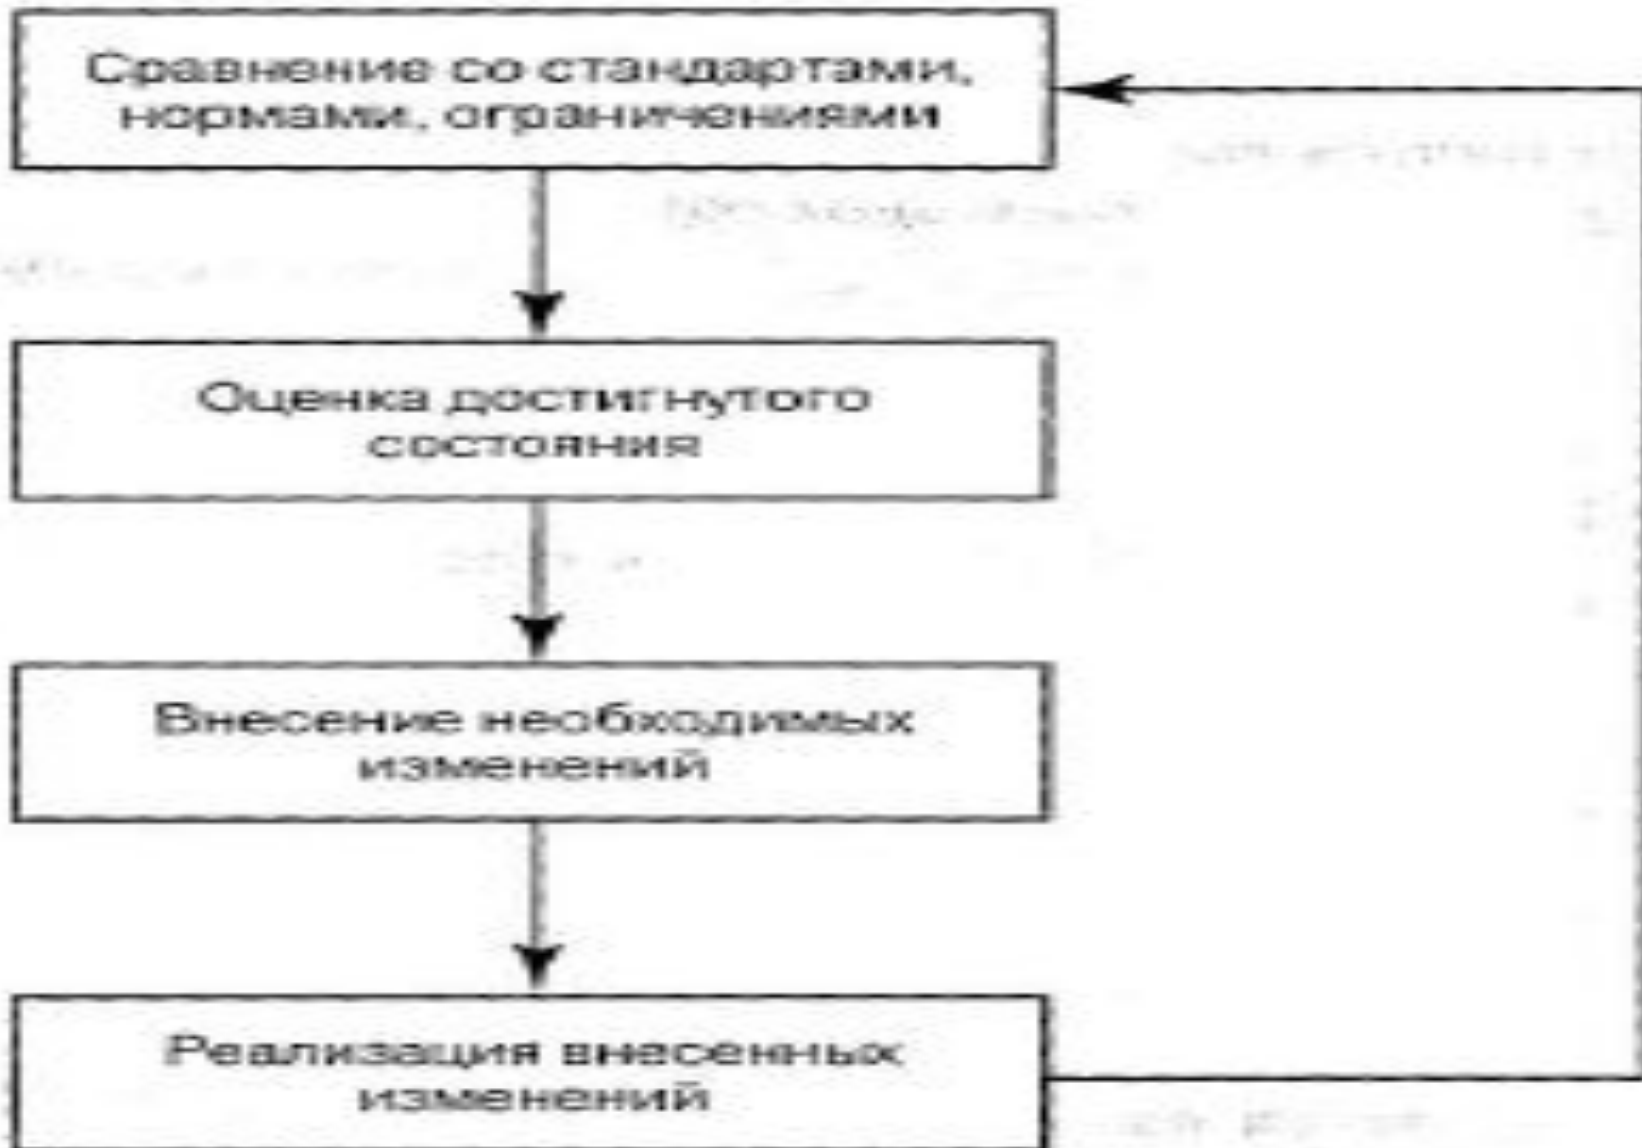 Сравнение со стандартами,
нормами, ограничениями
Оценка достигнутого
состояния
Внесение необходимых
изменений
Реализация внесенных
изменений